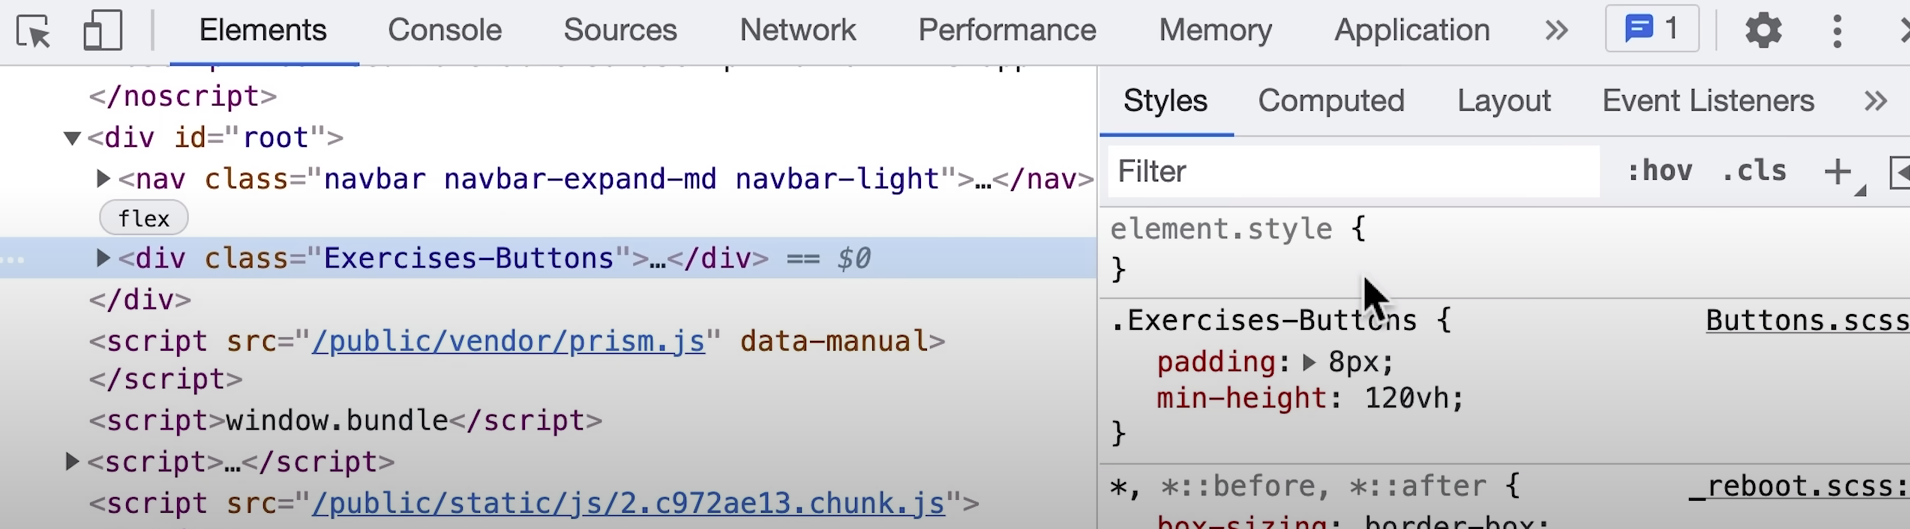 Elements Console Sources Network Performance Memory Application » 1
</noscript>
▼<div id="root">
▶<nav class="navbar navbar-expand-md navbar-light">…</nav>
flex
… ▶<div class="Exercises-Buttons">…</div> == $0
</div>
<script src="/public/vendor/prism.js" data-manual>
</script>
<script>window.bundle</script>
▶<script>…</script>
<script src="/public/static/js/2.c972ae13.chunk.js">
Styles Computed Layout Event Listeners »
Filter :hov .cls +
element.style {
}
.Exercises-Buttons { Buttons.scss
padding: ▶ 8px;
min-height: 120vh;
}
*, *::before, *::after { _reboot.scss:
box-sizing: border-box;